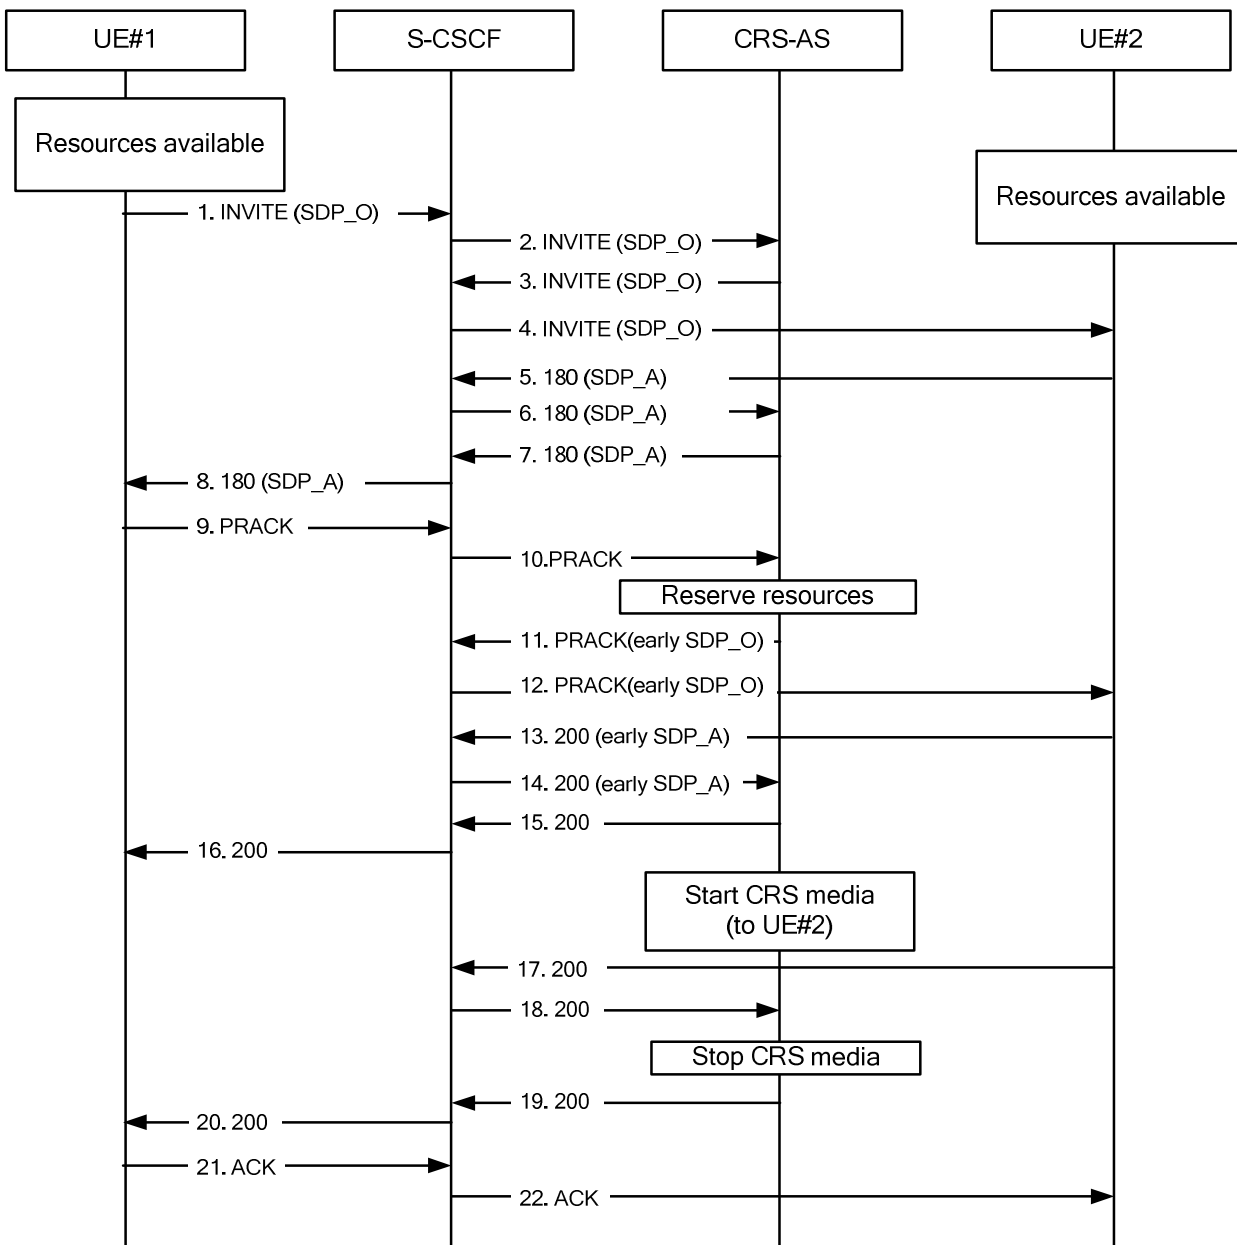 UE#1
S-CSCF
CRS-AS
UE#2
Resources available
Resources available
1. INVITE (SDP_O)
2. INVITE (SDP_O)
3. INVITE (SDP_O)
4. INVITE (SDP_O)
5. 180 (SDP_A)
6. 180 (SDP_A)
7. 180 (SDP_A)
8. 180 (SDP_A)
9. PRACK
10.PRACK
Reserve resources
11. PRACK(early SDP_O)
12. PRACK(early SDP_O)
13. 200 (early SDP_A)
14. 200 (early SDP_A)
15. 200
16. 200
Start CRS media
(to UE#2)
17. 200
18. 200
Stop CRS media
19. 200
20. 200
21. ACK
22. ACK